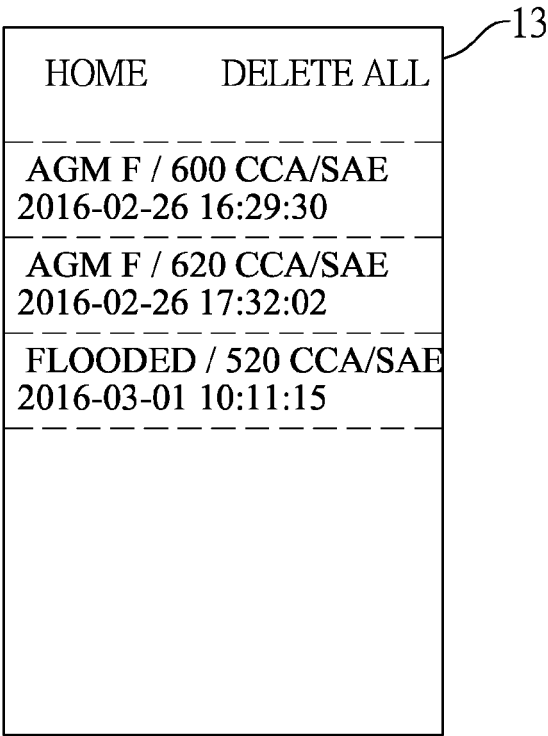 13
HOME DELETE ALL
AGM F / 600 CCA/SAE
2016-02-26 16:29:30
AGM F / 620 CCA/SAE
2016-02-26 17:32:02
FLOODED / 520 CCA/SAE
2016-03-01 10:11:15